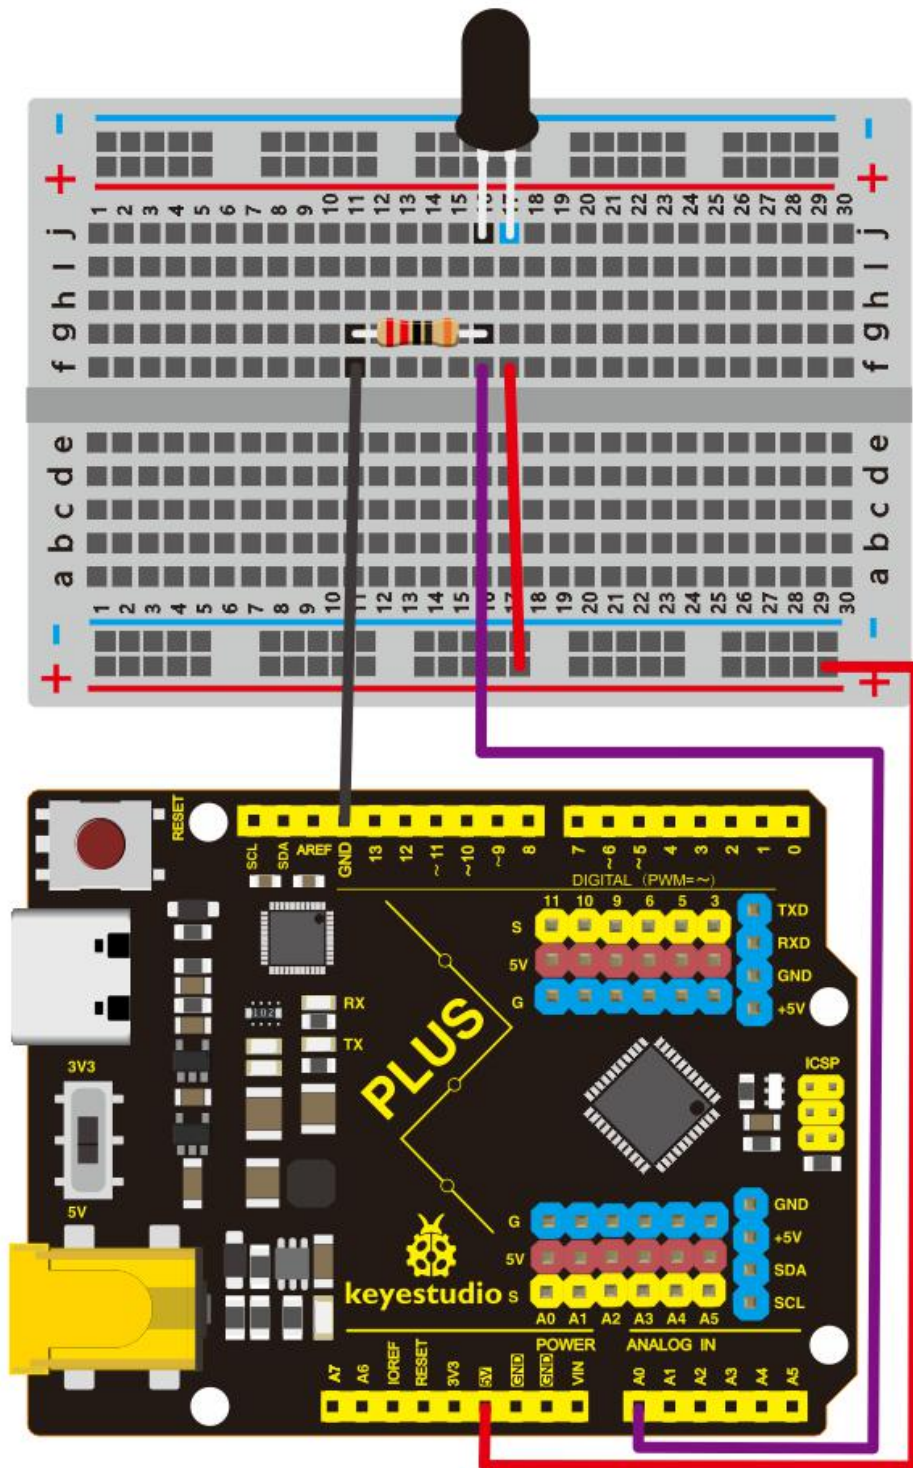 - -
+ +
1 2 3 4 5 6 7 8 9 10 11 12 13 14 15 18 19 20 21 22 23 24 25 26 27 28 29 30
j j
I I
h h
g g
f f
e e
d d
c c
b b
a a
1 2 3 4 5 6 7 8 9 10 11 12 13 14 15 16 17 18 19 20 21 22 23 24 25 26 27 28 29 30
- -
+ +
RESET
SCL SDA AREF GND 13 12 ~11 ~10 ~9 8 7 ~6 ~5 4 3 2 1 0
DIGITAL (PWM=~)
11 10 9 6 5 3
S
5V
G
TXD
RXD
GND
+5V
RX
TX
102
PLUS
3V3
5V
ICSP
G
5V
S
A0 A1 A2 A3 A4 A5
GND
+5V
SDA
SCL
keyestudio
POWER ANALOG IN
A7 A6 IOREF RESET 3V3 5V GND GND VIN A0 A1 A2 A3 A4 A5